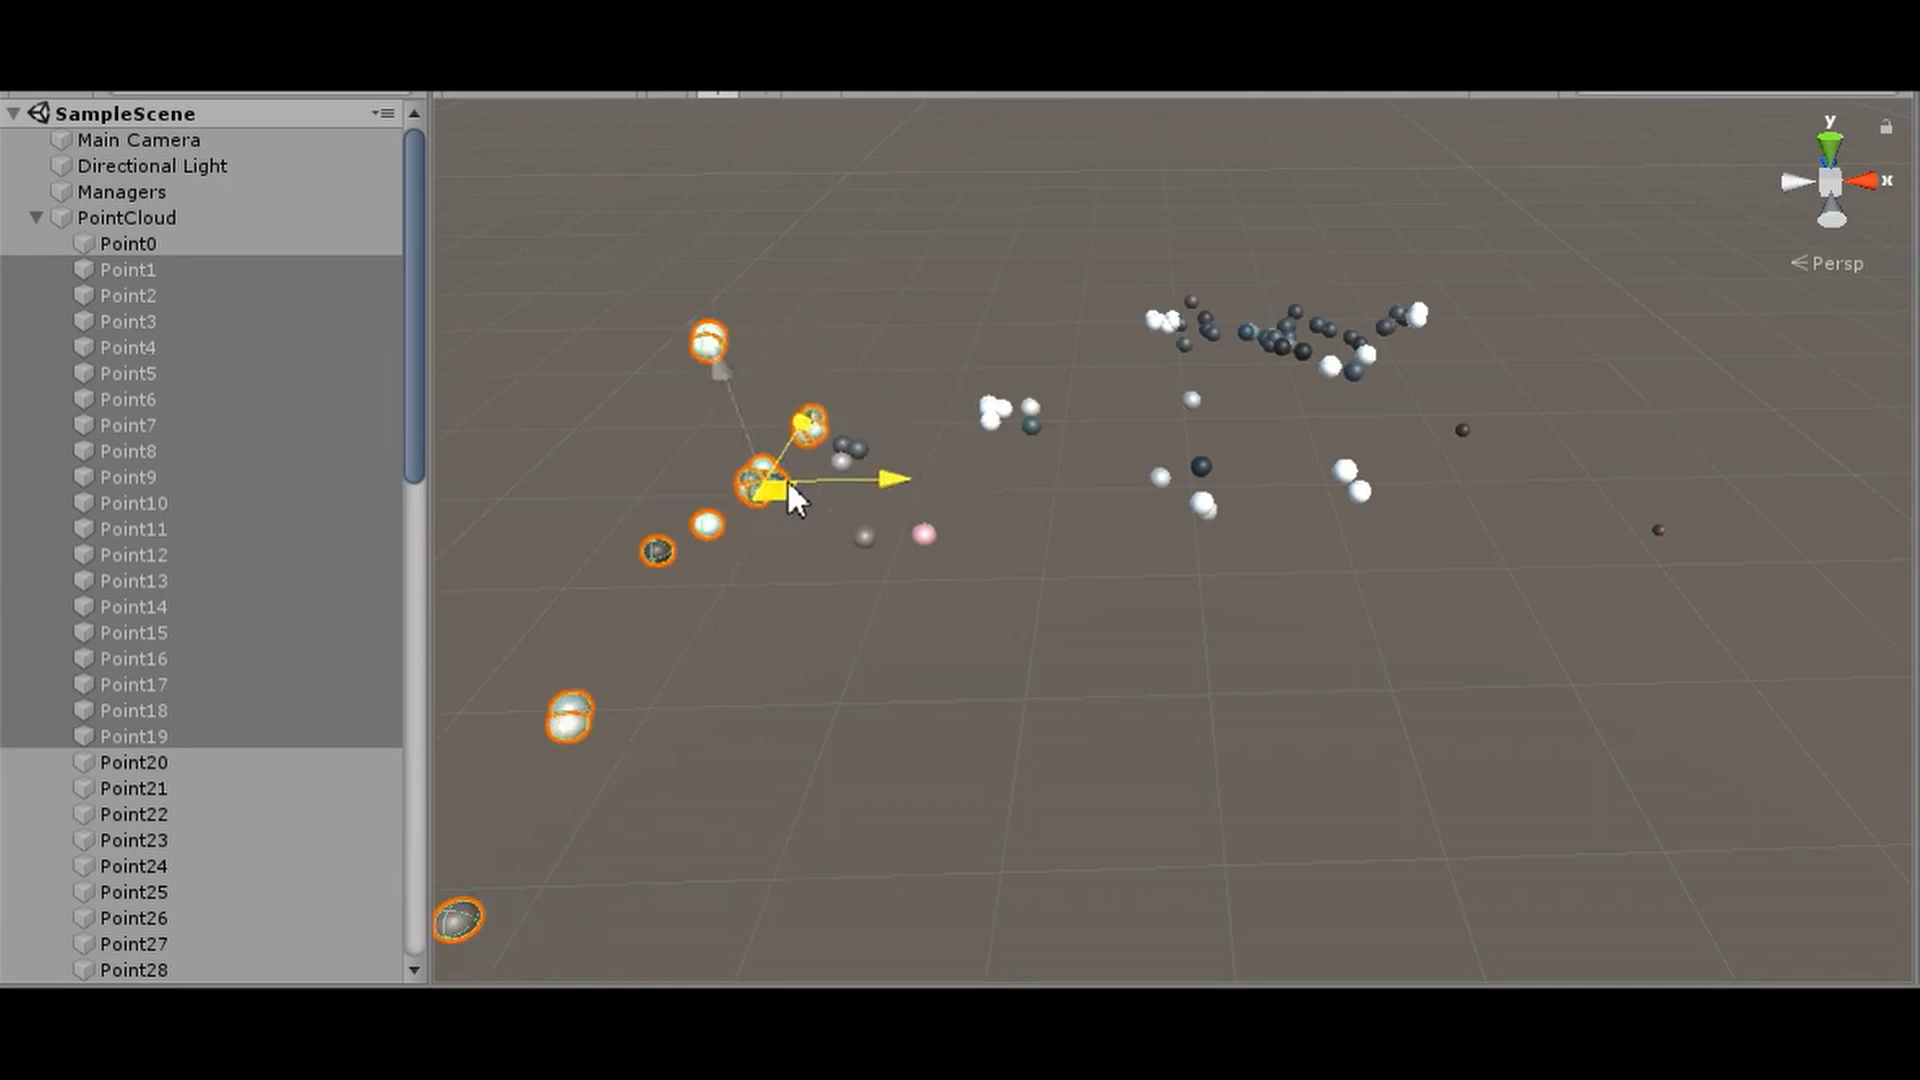 SampleScene
Main Camera
Directional Light
Managers
PointCloud
Point0
Point1
Point2
Point3
Point4
Point5
Point6
Point7
Point8
Point9
Point10
Point11
Point12
Point13
Point14
Point15
Point16
Point17
Point18
Point19
Point20
Point21
Point22
Point23
Point24
Point25
Point26
Point27
Point28
y
x
Persp